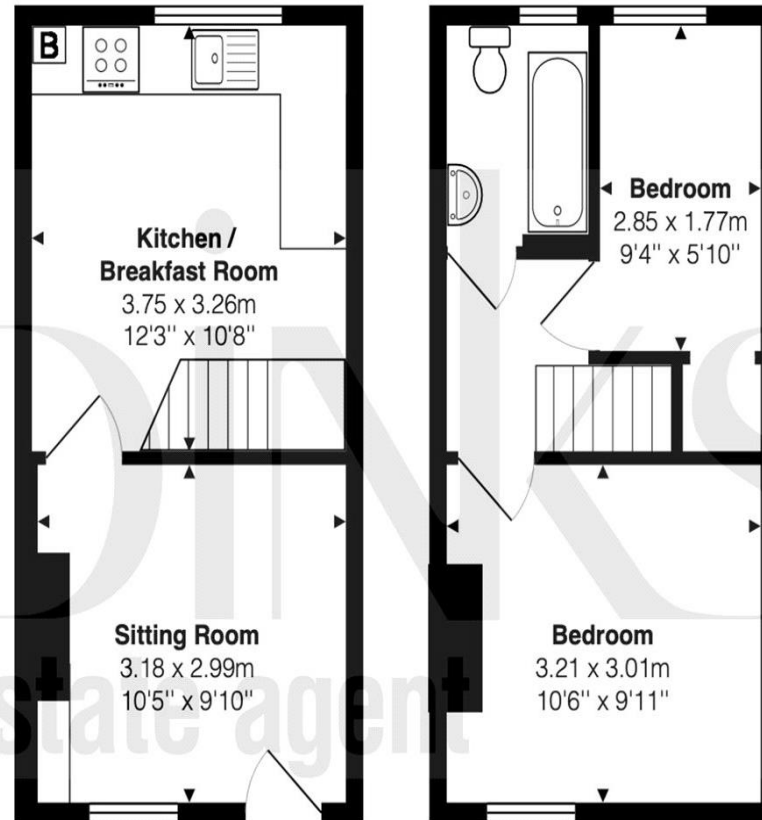 B
Kitchen /
Breakfast Room
3.75 x 3.26m
12'3" x 10'8"
Sitting Room
3.18 x 2.99m
10'5" x 9'10"
Bedroom
2.85 x 1.77m
9'4" x 5'10"
Bedroom
3.21 x 3.01m
10'6" x 9'11"
DINKS
state agent